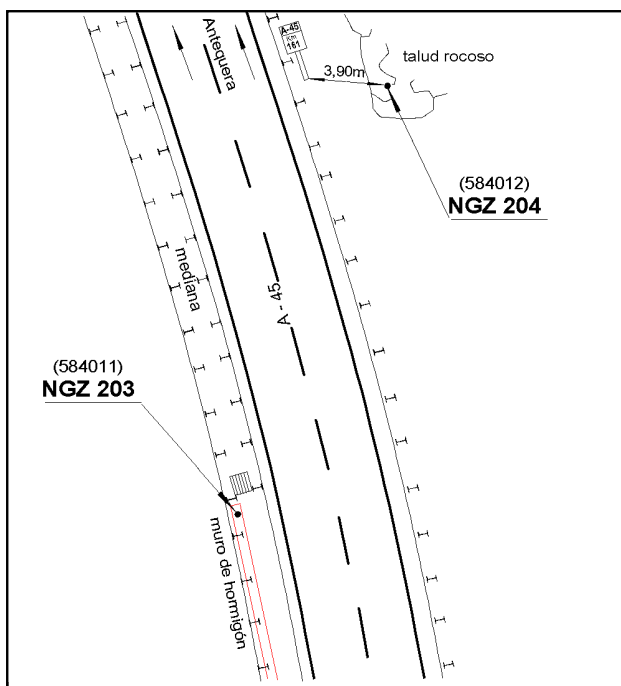 Antequera
A-45
Km
161
talud rocoso
3,90m
(584012)
NGZ 204
mediana
A - 45
(584011)
NGZ 203
muro de hormigón